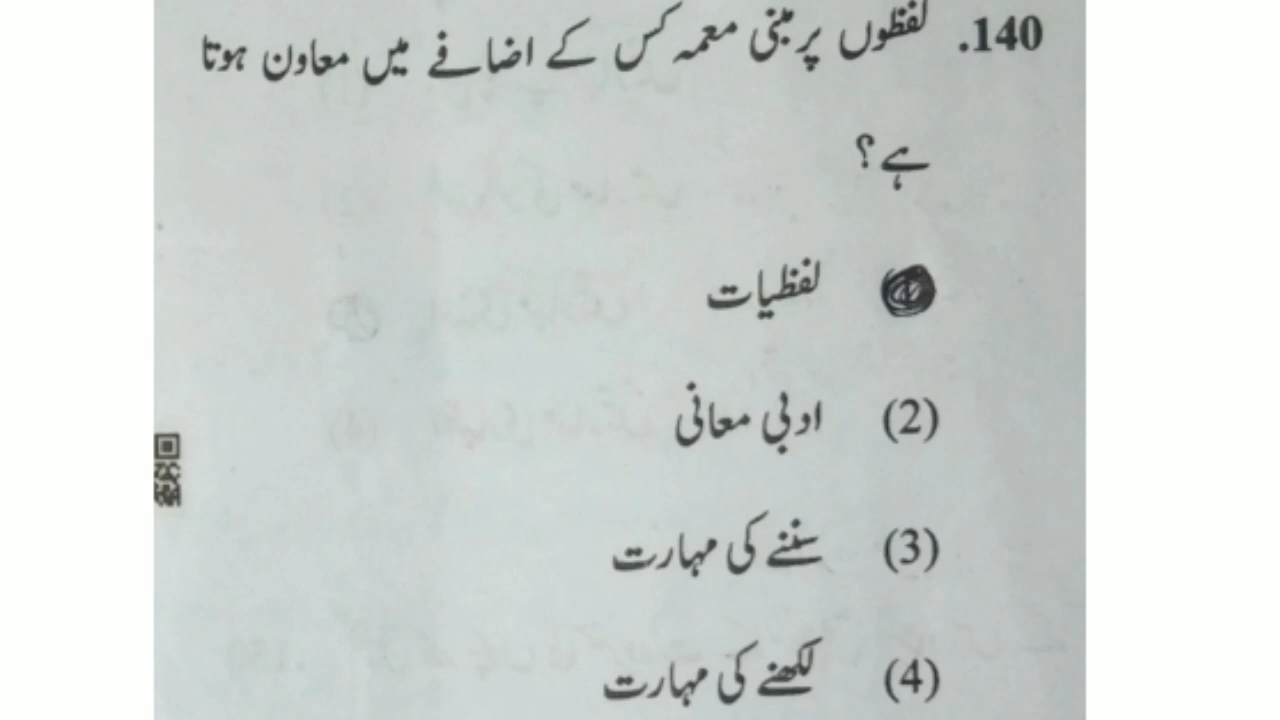 140. لفظوں پر مبنی معمہ کس کے اضافے میں معاون ہوتا
ہے؟
(1) لفظیات
(2) ادبی معانی
(3) سننے کی مہارت
(4) لکھنے کی مہارت